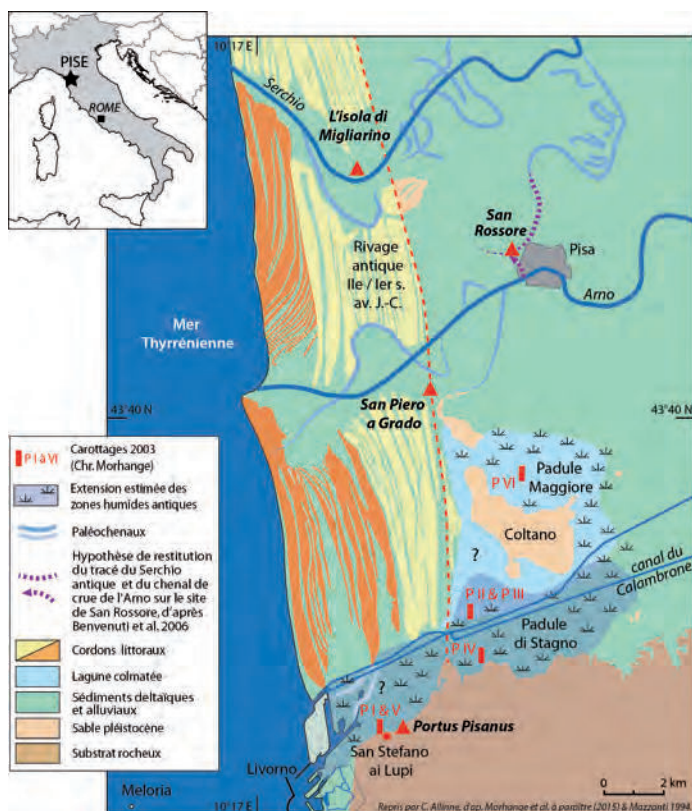 PISE
ROME
10°17 E
Serchio
L'isola di
Migliarino
San
Rossore
Pisa
Rivage
antique
IIe / Ier s.
av. J.-C.
Arno
Mer
Thyrrénienne
San Piero
a Grado
43°40 N
43°40 N
P VI
Padule
Maggiore
Coltano
?
canal du
Calambrone
P II & P III
Padule
di Stagno
P IV
?
P I & V
Portus Pisanus
San Stefano
ai Lupi
Livorno
Meloria
10°17 E
0 2 km
Repris par C. Allinne, d'ap. Morhange et al. à paraître (2015) & Mazzanti 1994
P I à VI
Carottages 2003
(Chr. Morhange)
Extension estimée des
zones humides antiques
Paléochenaux
Hypothèse de restitution
du tracé du Serchio
antique et du chenal de
crue de l'Arno sur le site
de San Rossore, d'après
Benvenuti et al. 2006
Cordons littoraux
Lagune colmatée
Sédiments deltaïques
et alluviaux
Sable pléistocène
Substrat rocheux